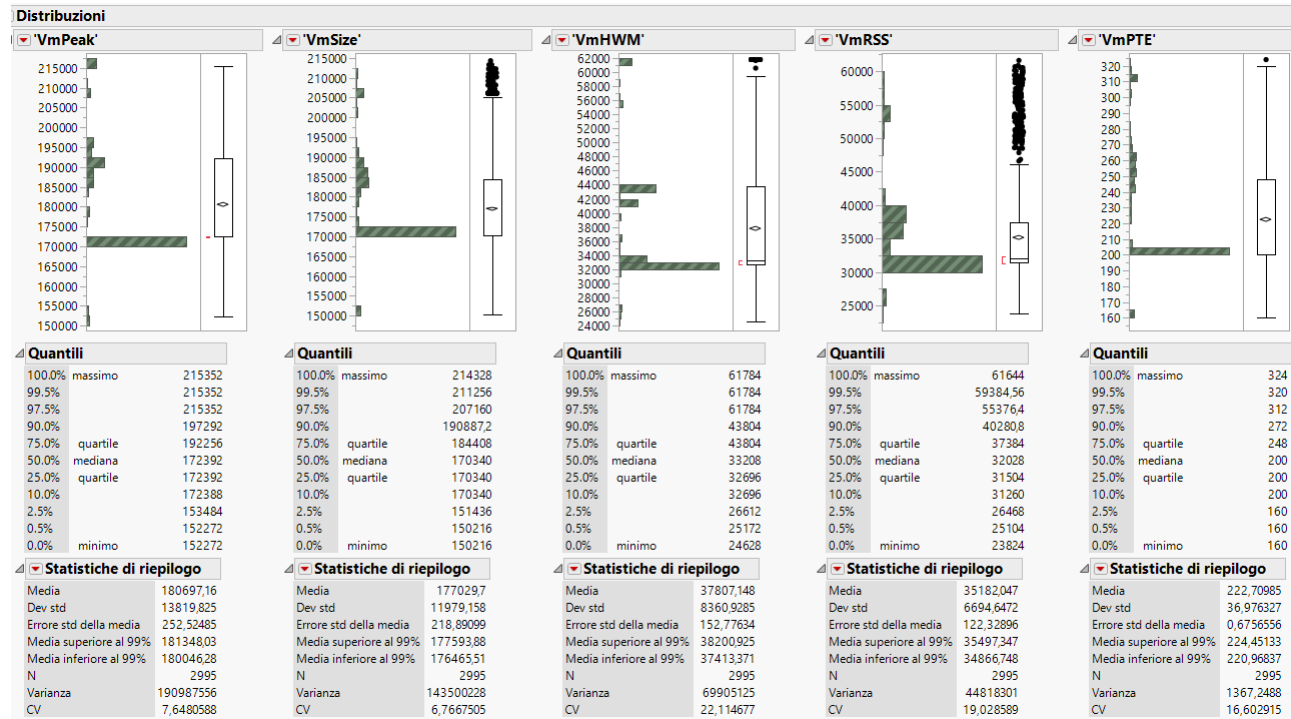 Distribuzioni
'VmPeak' 'VmSize' 'VmHWM' 'VmRSS' 'VmPTE'
215000
210000
205000
200000
195000
190000
185000
180000
175000
170000
165000
160000
155000
150000
215000
210000
205000
200000
195000
190000
185000
180000
175000
170000
165000
160000
155000
150000
62000
60000
58000
56000
54000
52000
50000
48000
46000
44000
42000
40000
38000
36000
34000
32000
30000
28000
26000
24000
60000
55000
50000
45000
40000
35000
30000
25000
320
310
300
290
280
270
260
250
240
230
220
210
200
190
180
170
160
Quantili
100.0% massimo 215352
99.5% 215352
97.5% 215352
90.0% 197292
75.0% quartile 192256
50.0% mediana 172392
25.0% quartile 172392
10.0% 172388
2.5% 153484
0.5% 152272
0.0% minimo 152272
Quantili
100.0% massimo 214328
99.5% 211256
97.5% 207160
90.0% 190887,2
75.0% quartile 184408
50.0% mediana 170340
25.0% quartile 170340
10.0% 170340
2.5% 151436
0.5% 150216
0.0% minimo 150216
Quantili
100.0% massimo 61784
99.5% 61784
97.5% 61784
90.0% 43804
75.0% quartile 43804
50.0% mediana 33208
25.0% quartile 32696
10.0% 32696
2.5% 26612
0.5% 25172
0.0% minimo 24628
Quantili
100.0% massimo 61644
99.5% 59384,56
97.5% 55376,4
90.0% 40280,8
75.0% quartile 37384
50.0% mediana 32028
25.0% quartile 31504
10.0% 31260
2.5% 26468
0.5% 25104
0.0% minimo 23824
Quantili
100.0% massimo 324
99.5% 320
97.5% 312
90.0% 272
75.0% quartile 248
50.0% mediana 200
25.0% quartile 200
10.0% 200
2.5% 160
0.5% 160
0.0% minimo 160
Statistiche di riepilogo
Media 180697,16
Dev std 13819,825
Errore std della media 252,52485
Media superiore al 99% 181348,03
Media inferiore al 99% 180046,28
N 2995
Varianza 190987556
CV 7,6480588
Statistiche di riepilogo
Media 177029,7
Dev std 11979,158
Errore std della media 218,89099
Media superiore al 99% 177593,88
Media inferiore al 99% 176465,51
N 2995
Varianza 143500228
CV 6,7667505
Statistiche di riepilogo
Media 37807,148
Dev std 8360,9285
Errore std della media 152,77634
Media superiore al 99% 38200,925
Media inferiore al 99% 37413,371
N 2995
Varianza 69905125
CV 22,114677
Statistiche di riepilogo
Media 35182,047
Dev std 6694,6472
Errore std della media 122,32896
Media superiore al 99% 35497,347
Media inferiore al 99% 34866,748
N 2995
Varianza 44818301
CV 19,028589
Statistiche di riepilogo
Media 222,70985
Dev std 36,976327
Errore std della media 0,6756556
Media superiore al 99% 224,45133
Media inferiore al 99% 220,96837
N 2995
Varianza 1367,2488
CV 16,602915